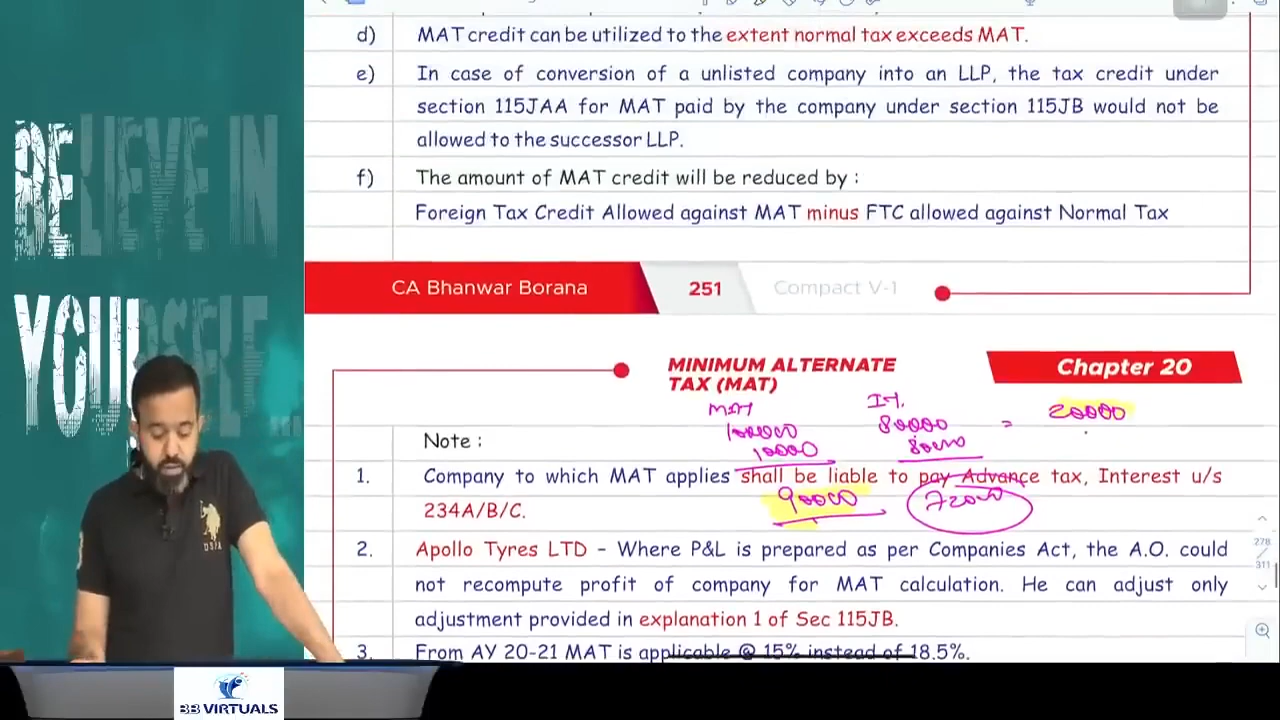 d) MAT credit can be utilized to the extent normal tax exceeds MAT.
e) In case of conversion of a unlisted company into an LLP, the tax credit under
section 115JAA for MAT paid by the company under section 115JB would not be
allowed to the successor LLP.
f) The amount of MAT credit will be reduced by :
Foreign Tax Credit Allowed against MAT minus FTC allowed against Normal Tax
CA Bhanwar Borana
251
Compact V-1
MINIMUM ALTERNATE
TAX (MAT)
Chapter 20
MAT
100000
10000
90000
80000
8000
72000
= 20000
Note :
1. Company to which MAT applies shall be liable to pay Advance tax, Interest u/s
234A/B/C.
2. Apollo Tyres LTD - Where P&L is prepared as per Companies Act, the A.O. could
not recompute profit of company for MAT calculation. He can adjust only
adjustment provided in explanation 1 of Sec 115JB.
3. From AY 20-21 MAT is applicable @ 15% instead of 18.5%.
278
311
BELIEVE IN
YOURSELF
...
USPA
BB VIRTUALS